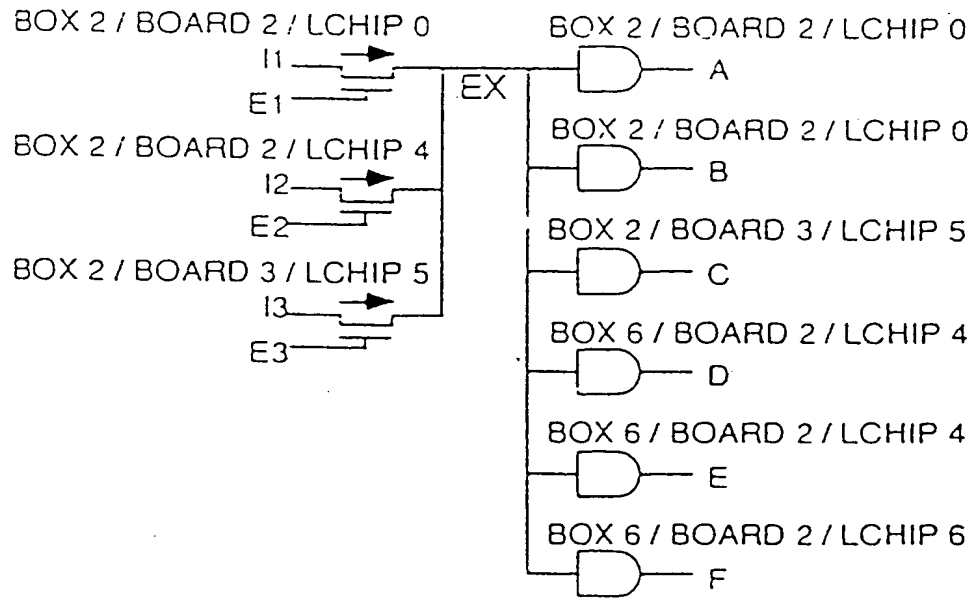 BOX 2 / BOARD 2 / LCHIP 0
I1
E1
BOX 2 / BOARD 2 / LCHIP 4
I2
E2
BOX 2 / BOARD 3 / LCHIP 5
I3
E3
EX
BOX 2 / BOARD 2 / LCHIP 0
A
BOX 2 / BOARD 2 / LCHIP 0
B
BOX 2 / BOARD 3 / LCHIP 5
C
BOX 6 / BOARD 2 / LCHIP 4
D
BOX 6 / BOARD 2 / LCHIP 4
E
BOX 6 / BOARD 2 / LCHIP 6
F